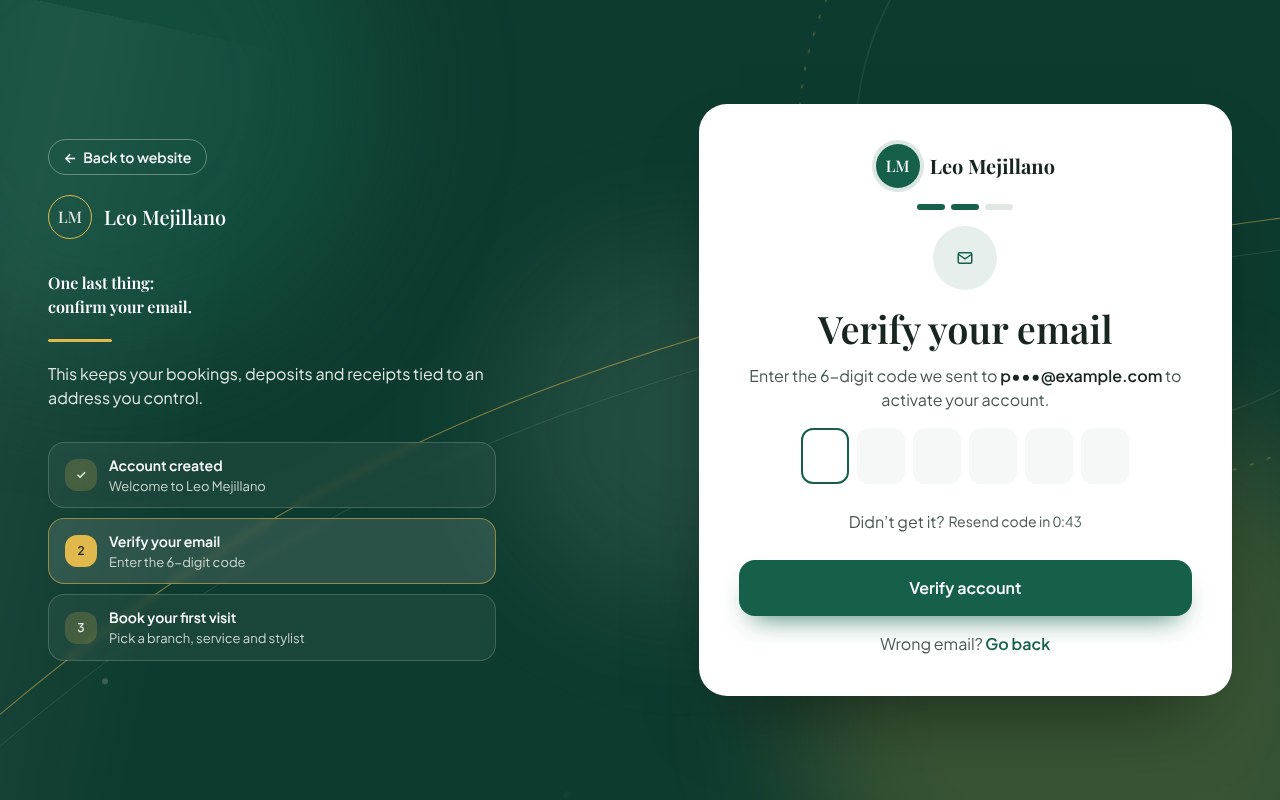 ← Back to website
LM Leo Mejillano
One last thing:
confirm your email.
This keeps your bookings, deposits and receipts tied to an
address you control.
Account created
Welcome to Leo Mejillano
2
Verify your email
Enter the 6-digit code
3
Book your first visit
Pick a branch, service and stylist
LM Leo Mejillano
Verify your email
Enter the 6-digit code we sent to p•••@example.com to
activate your account.
Didn’t get it? Resend code in 0:43
Verify account
Wrong email? Go back